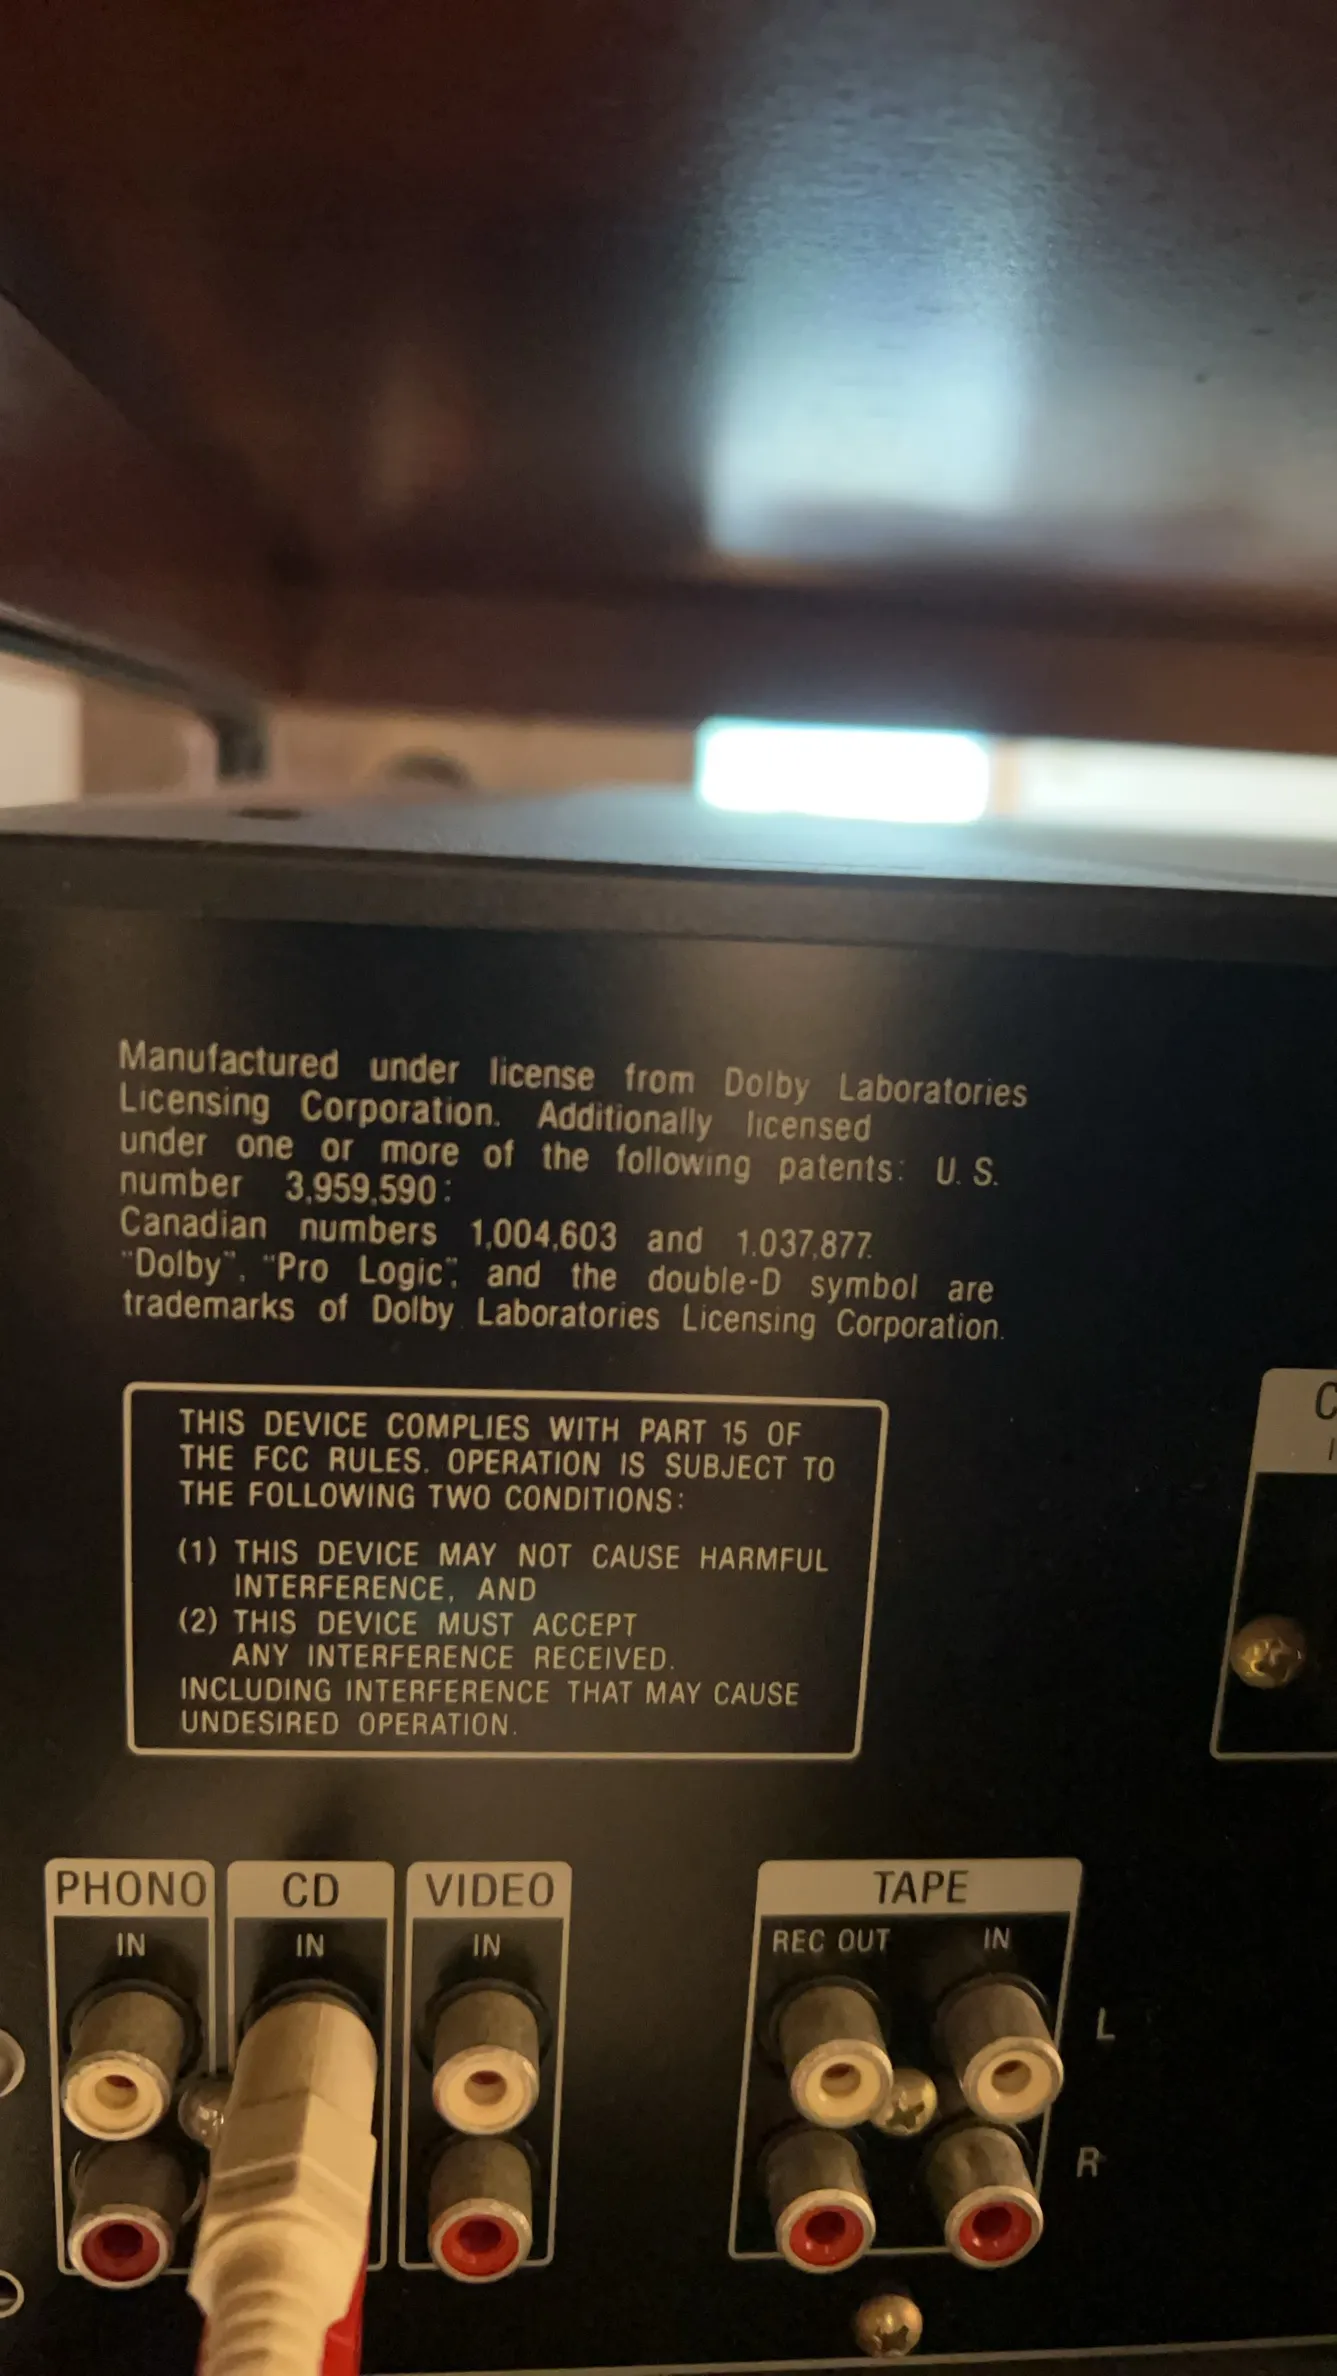 Manufactured under license from Dolby Laboratories
Licensing Corporation. Additionally licensed
under one or more of the following patents: U.S.
number 3,959,590:
Canadian numbers 1,004,603 and 1.037,877.
"Dolby", "Pro Logic", and the double-D symbol are
trademarks of Dolby Laboratories Licensing Corporation.
THIS DEVICE COMPLIES WITH PART 15 OF
THE FCC RULES. OPERATION IS SUBJECT TO
THE FOLLOWING TWO CONDITIONS:
(1) THIS DEVICE MAY NOT CAUSE HARMFUL
INTERFERENCE, AND
(2) THIS DEVICE MUST ACCEPT
ANY INTERFERENCE RECEIVED.
INCLUDING INTERFERENCE THAT MAY CAUSE
UNDESIRED OPERATION.
PHONO CD VIDEO TAPE
IN IN IN REC OUT IN
L
R